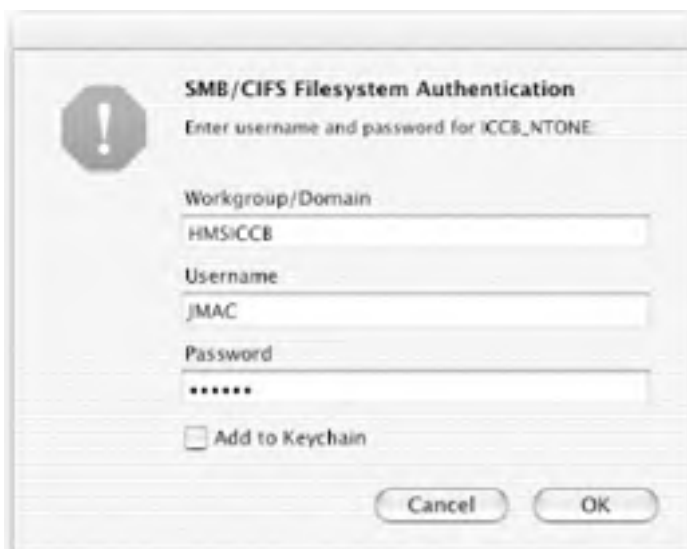 SMB/CIFS Filesystem Authentication
Enter username and password for ICCB_NTONE:
Workgroup/Domain
HMSICCB
Username
JMAC
Password
••••••
Add to Keychain
Cancel OK